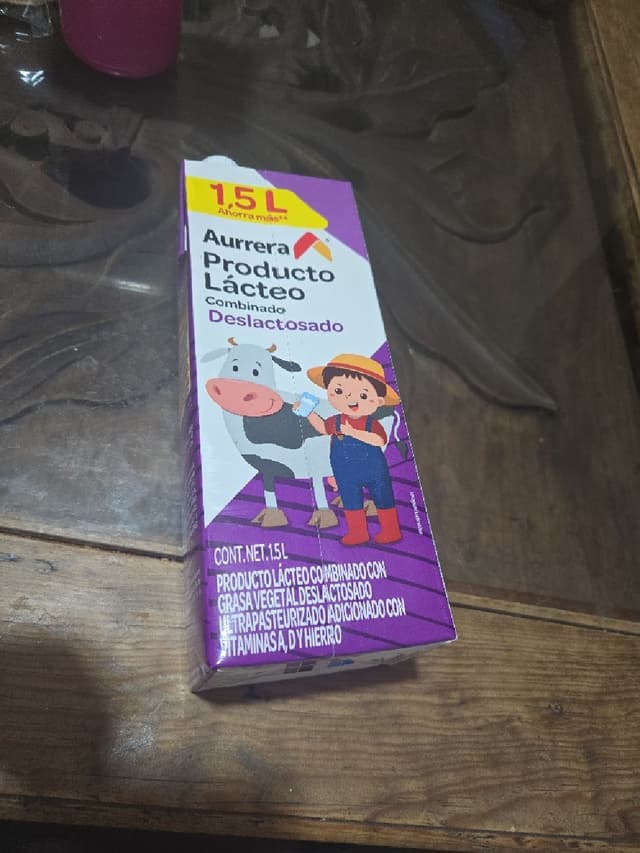 1.5 L
Ahorra más**
Aurrera
Producto
Lácteo
Combinado
Deslactosado
CONT. NET. 1.5 L
PRODUCTO LÁCTEO COMBINADO CON
GRASA VEGETAL DESLACTOSADO
ULTRAPASTEURIZADO ADICIONADO CON
VITAMINAS A, D Y HIERRO